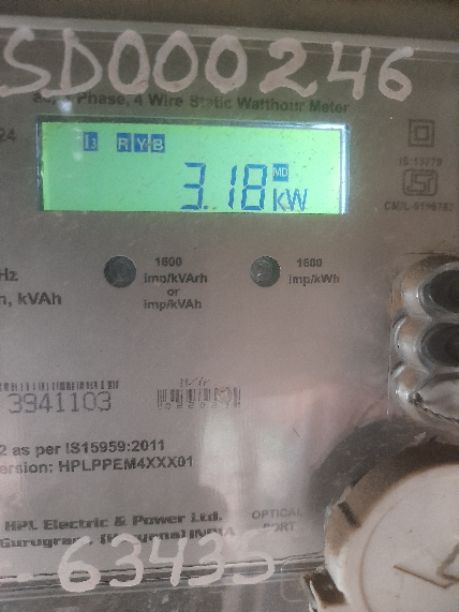 SD000246
Phase, 4 Wire Static Watthour Meter
24
I3 R Y B
MD
3.18 kW
IS:13779
1600 imp/kVArh or imp/kVAh
1600 imp/kWh
Hz
n, kVAh
3941103
2 as per IS15959:2011
ersion: HPLPPEM4XXX01
HPL Electric & Power Ltd.
OPTICAL PORT
INDIA
63435